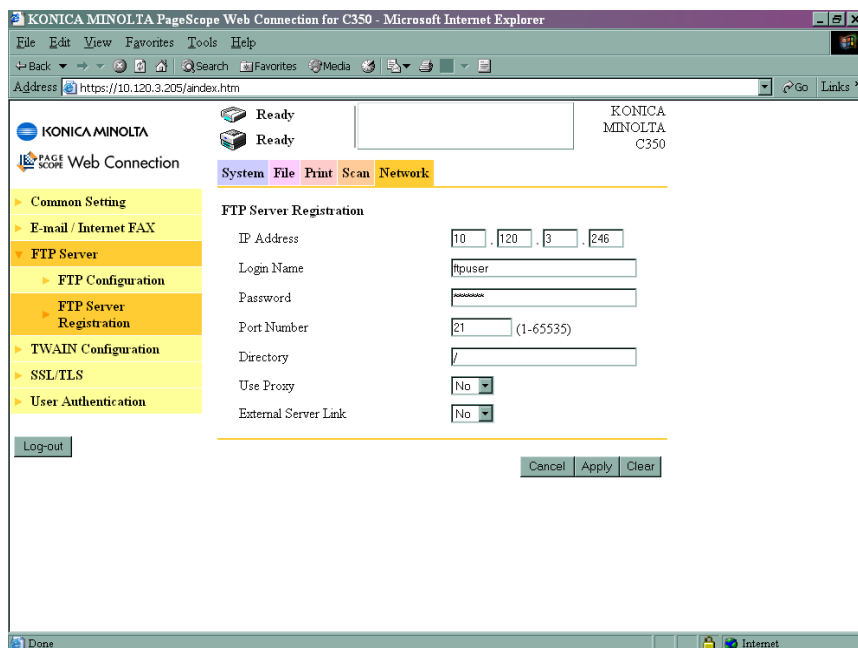 KONICA MINOLTA PageScope Web Connection for C350 - Microsoft Internet Explorer
File Edit View Favorites Tools Help
Back Search Favorites Media
Address https://10.120.3.205/aindex.htm Go Links »
KONICA MINOLTA
PAGE SCOPE Web Connection
Ready
Ready
KONICA
MINOLTA
C350
System File Print Scan Network
Common Setting
E-mail / Internet FAX
FTP Server
FTP Configuration
FTP Server
Registration
TWAIN Configuration
SSL/TLS
User Authentication
Log-out
FTP Server Registration
IP Address 10 . 120 . 3 . 246
Login Name ftpuser
Password *******
Port Number 21 (1-65535)
Directory /
Use Proxy No
External Server Link No
Cancel Apply Clear
Done Internet